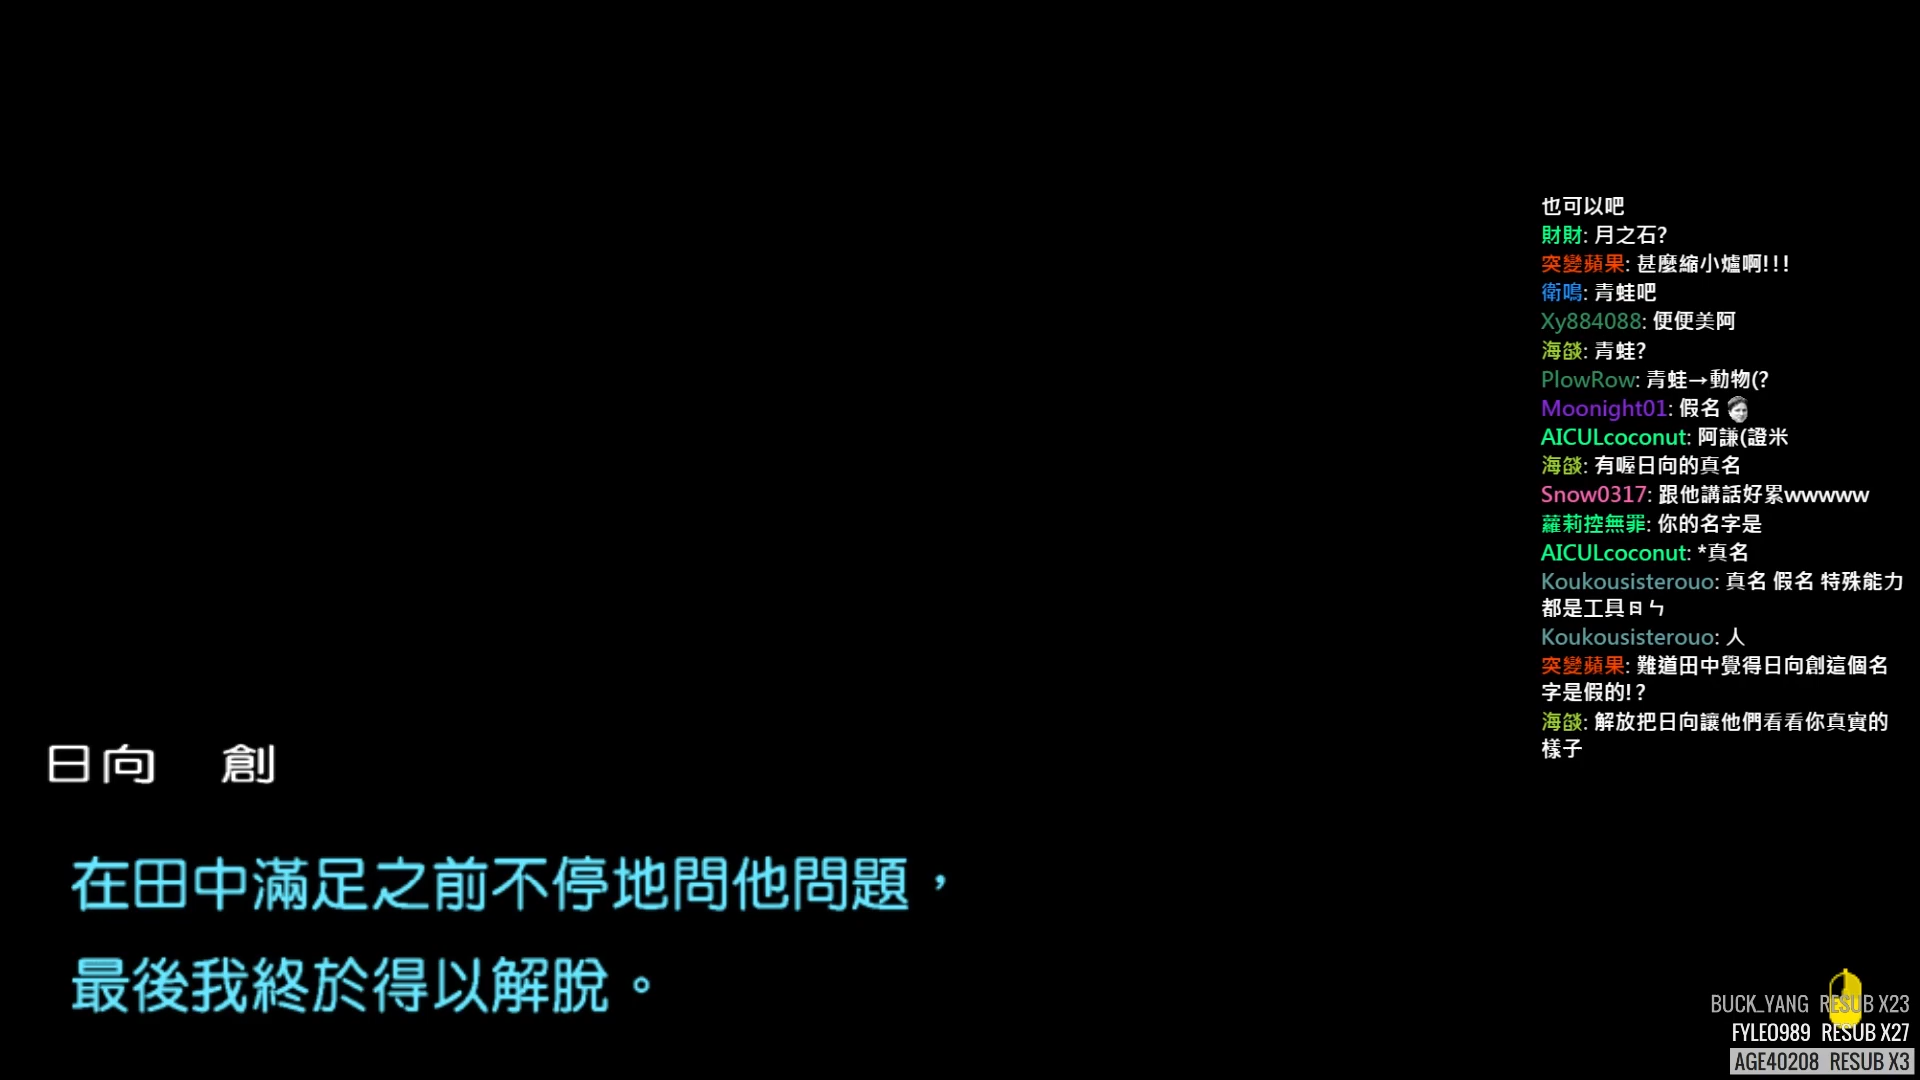 也可以吧
財財: 月之石?
突變蘋果: 甚麼縮小爐啊!!!
衛鳴: 青蛙吧
Xy884088: 便便美阿
海燄: 青蛙?
PlowRow: 青蛙→動物(?
Moonight01: 假名
AICULcoconut: 阿謙(證米
海燄: 有喔日向的真名
Snow0317: 跟他講話好累wwwww
蘿莉控無罪: 你的名字是
AICULcoconut: *真名
Koukousisterouo: 真名 假名 特殊能力
都是工具ㄖㄣ
Koukousisterouo: 人
突變蘋果: 難道田中覺得日向創這個名
字是假的!?
海燄: 解放把日向讓他們看看你真實的
樣子
日向 創
在田中滿足之前不停地問他問題，
最後我終於得以解脫。
BUCK_YANG RESUB X23
FYLEO989 RESUB X27
AGE40208 RESUB X3